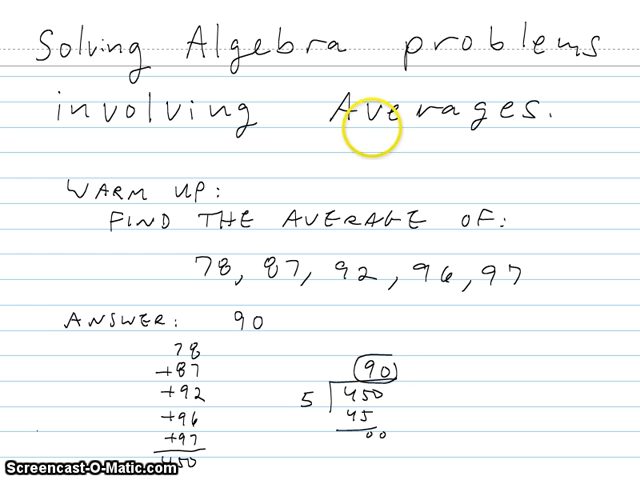 Solving Algebra problems
involving Averages.
WARM UP:
FIND THE AVERAGE OF:
78, 87, 92, 96, 97
ANSWER: 90
78
+87
+92
+96
+97
450
90
5 450
45
00
Screencast-O-Matic.com